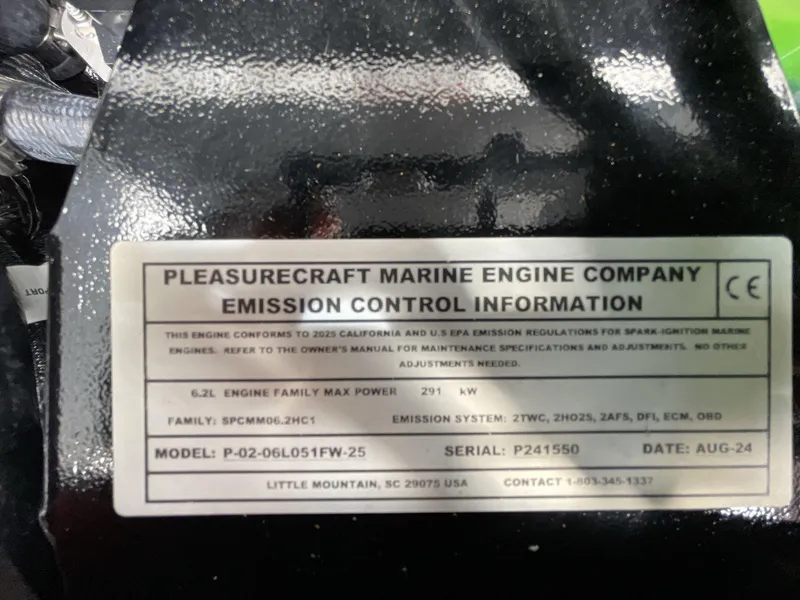 PLEASURECRAFT MARINE ENGINE COMPANY
EMISSION CONTROL INFORMATION
CE
THIS ENGINE CONFORMS TO 2025 CALIFORNIA AND U.S EPA EMISSION REGULATIONS FOR SPARK-IGNITION MARINE
ENGINES. REFER TO THE OWNER'S MANUAL FOR MAINTENANCE SPECIFICATIONS AND ADJUSTMENTS. NO OTHER
ADJUSTMENTS NEEDED.
6.2L ENGINE FAMILY MAX POWER 291 kW
FAMILY: SPCMM06.2HC1 EMISSION SYSTEM: 2TWC, 2HO2S, 2AFS, DFI, ECM, OBD
MODEL: P-02-06L051FW-25 SERIAL: P241550 DATE: AUG-24
LITTLE MOUNTAIN, SC 29075 USA CONTACT 1-803-345-1337
PORT